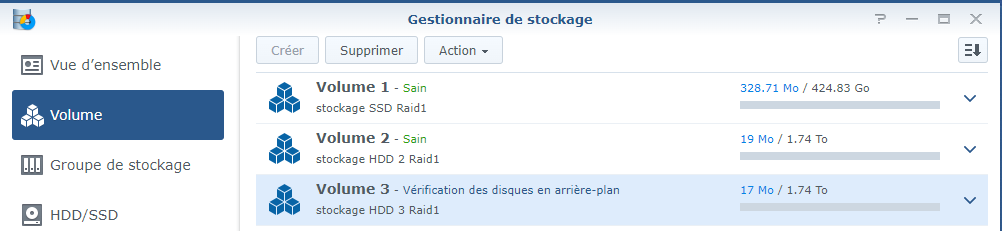 Gestionnaire de stockage
Vue d’ensemble
Volume
Groupe de stockage
HDD/SSD
Créer Supprimer Action
Volume 1 - Sain 328.71 Mo / 424.83 Go
stockage SSD Raid1
Volume 2 - Sain 19 Mo / 1.74 To
stockage HDD 2 Raid1
Volume 3 - Vérification des disques en arrière-plan 17 Mo / 1.74 To
stockage HDD 3 Raid1